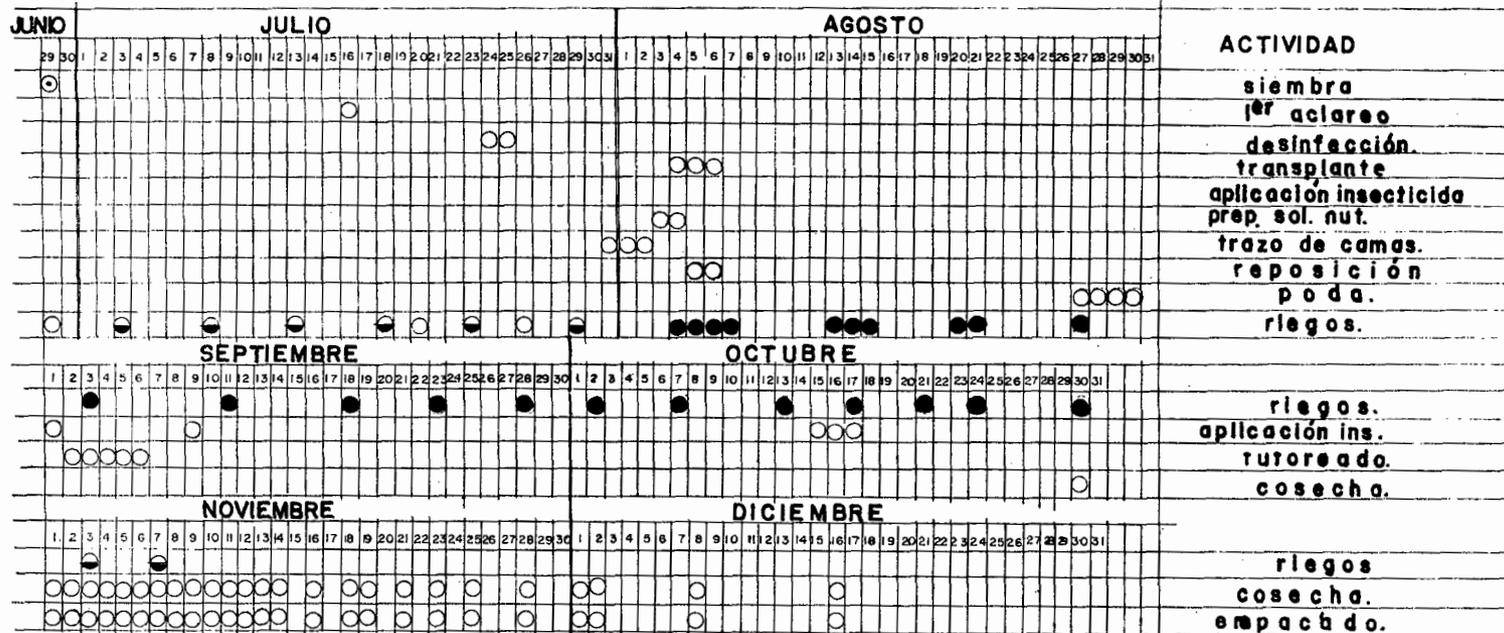 JUNIO JULIO AGOSTO ACTIVIDAD
29 30 1 2 3 4 5 6 7 8 9 10 11 12 13 14 15 16 17 18 19 20 21 22 23 24 25 26 27 28 29 30 31 1 2 3 4 5 6 7 8 9 10 11 12 13 14 15 16 17 18 19 20 21 22 23 24 25 26 27 28 29 30 31
siembra
1er aclareo
desinfección.
transplante
aplicación insecticida
prep. sol. nut.
trazo de camas.
reposición
poda.
riegos.
SEPTIEMBRE OCTUBRE
1 2 3 4 5 6 7 8 9 10 11 12 13 14 15 16 17 18 19 20 21 22 23 24 25 26 27 28 29 30 1 2 3 4 5 6 7 8 9 10 11 12 13 14 15 16 17 18 19 20 21 22 23 24 25 26 27 28 29 30 31
riegos.
aplicación ins.
tutoreado.
cosecha.
NOVIEMBRE DICIEMBRE
1. 2 3 4 5 6 7 8 9 10 11 12 13 14 15 16 17 18 19 20 21 22 23 24 25 26 27 28 29 30 1 2 3 4 5 6 7 8 9 10 11 12 13 14 15 16 17 18 19 20 21 22 23 24 25 26 27 28 29 30 31
riegos
cosecha.
empacado.